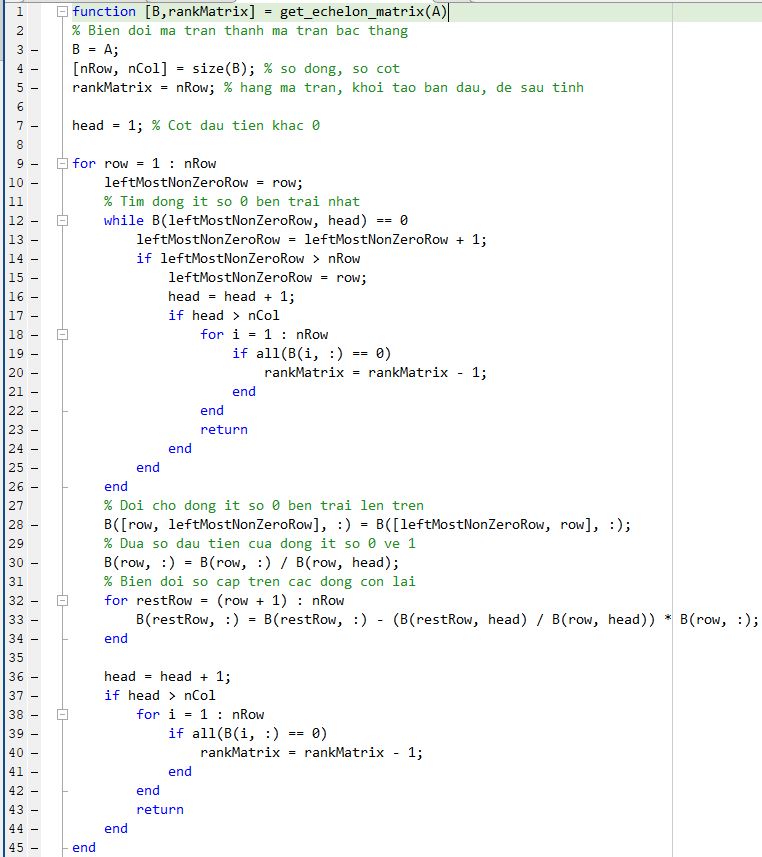 1 function [B,rankMatrix] = get_echelon_matrix(A)
2 % Bien doi ma tran thanh ma tran bac thang
3 – B = A;
4 – [nRow, nCol] = size(B); % so dong, so cot
5 – rankMatrix = nRow; % hang ma tran, khoi tao ban dau, de sau tinh
6
7 – head = 1; % Cot dau tien khac 0
8
9 – for row = 1 : nRow
10 – leftMostNonZeroRow = row;
11 % Tim dong it so 0 ben trai nhat
12 – while B(leftMostNonZeroRow, head) == 0
13 – leftMostNonZeroRow = leftMostNonZeroRow + 1;
14 – if leftMostNonZeroRow > nRow
15 – leftMostNonZeroRow = row;
16 – head = head + 1;
17 – if head > nCol
18 – for i = 1 : nRow
19 – if all(B(i, :) == 0)
20 – rankMatrix = rankMatrix - 1;
21 – end
22 – end
23 – return
24 – end
25 – end
26 – end
27 % Doi cho dong it so 0 ben trai len tren
28 – B([row, leftMostNonZeroRow], :) = B([leftMostNonZeroRow, row], :);
29 % Dua so dau tien cua dong it so 0 ve 1
30 – B(row, :) = B(row, :) / B(row, head);
31 % Bien doi so cap tren cac dong con lai
32 – for restRow = (row + 1) : nRow
33 – B(restRow, :) = B(restRow, :) - (B(restRow, head) / B(row, head)) * B(row, :);
34 – end
35
36 – head = head + 1;
37 – if head > nCol
38 – for i = 1 : nRow
39 – if all(B(i, :) == 0)
40 – rankMatrix = rankMatrix - 1;
41 – end
42 – end
43 – return
44 – end
45 – end